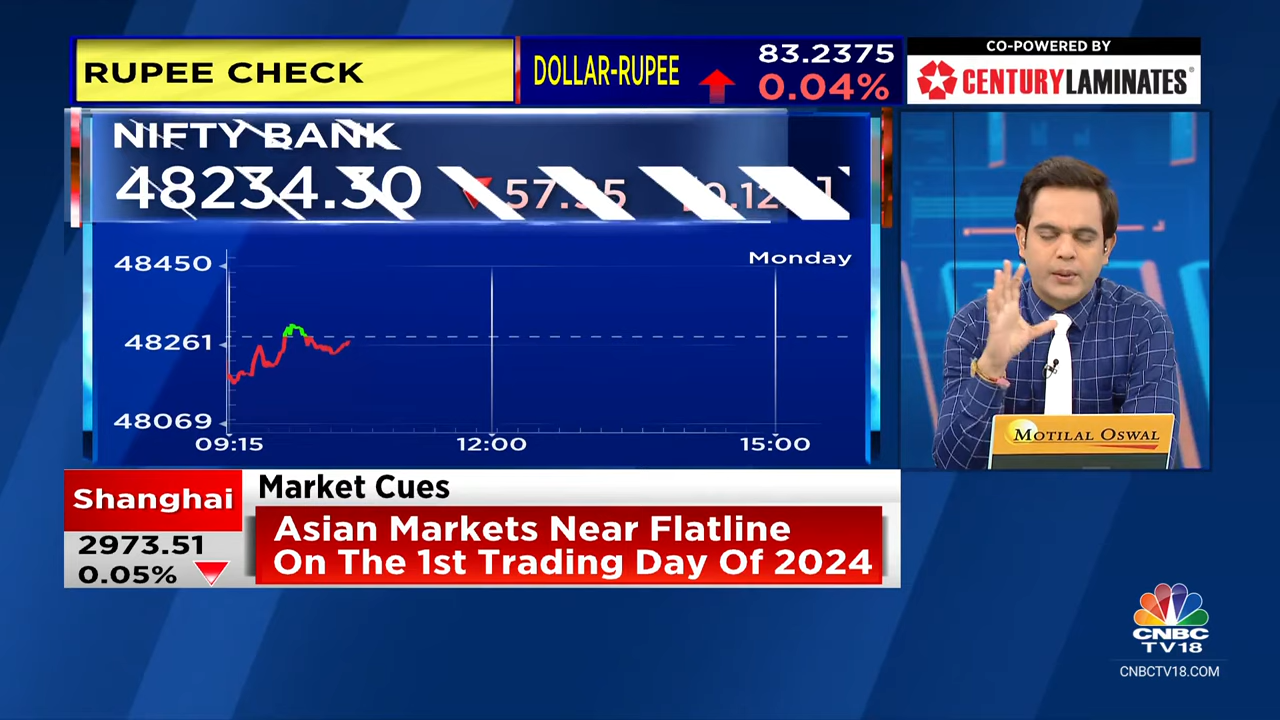 RUPEE CHECK
DOLLAR-RUPEE
83.2375
0.04%
CO-POWERED BY
CENTURYLAMINATES®
NIFTY BANK
48234.30
48450
Monday
48261
48069
09:15 12:00 15:00
MOTILAL OSWAL
Shanghai
2973.51
0.05%
Market Cues
Asian Markets Near Flatline
On The 1st Trading Day Of 2024
CNBC
TV18
CNBCTV18.COM